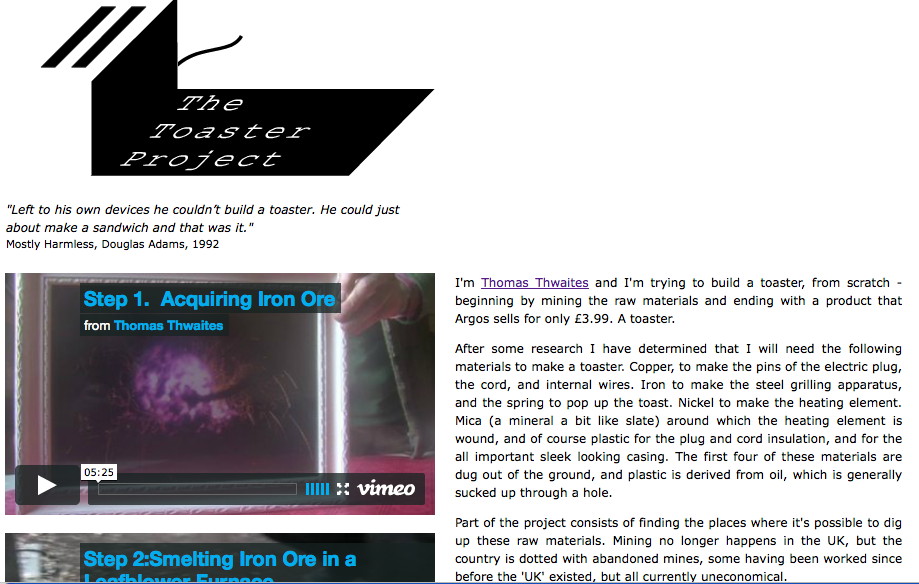 The
Toaster
Project
"Left to his own devices he couldn’t build a toaster. He could just
about make a sandwich and that was it."
Mostly Harmless, Douglas Adams, 1992
Step 1.  Acquiring Iron Ore
from Thomas Thwaites
05:25
vimeo
Step 2:Smelting Iron Ore in a
Leafblower Furnace
I'm Thomas Thwaites and I'm trying to build a toaster, from scratch -
beginning by mining the raw materials and ending with a product that
Argos sells for only £3.99. A toaster.
After some research I have determined that I will need the following
materials to make a toaster. Copper, to make the pins of the electric plug,
the cord, and internal wires. Iron to make the steel grilling apparatus,
and the spring to pop up the toast. Nickel to make the heating element.
Mica (a mineral a bit like slate) around which the heating element is
wound, and of course plastic for the plug and cord insulation, and for the
all important sleek looking casing. The first four of these materials are
dug out of the ground, and plastic is derived from oil, which is generally
sucked up through a hole.
Part of the project consists of finding the places where it's possible to dig
up these raw materials. Mining no longer happens in the UK, but the
country is dotted with abandoned mines, some having been worked since
before the 'UK' existed, but all currently uneconomical.